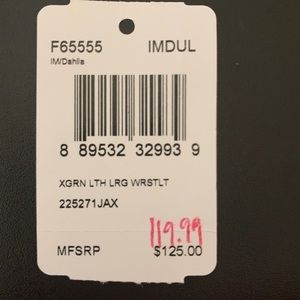 F65555 IMDUL
IM/Dahlia
8 89532 32993 9
XGRN LTH LRG WRSTLT
225271JAX
119.99
MFSRP $125.00